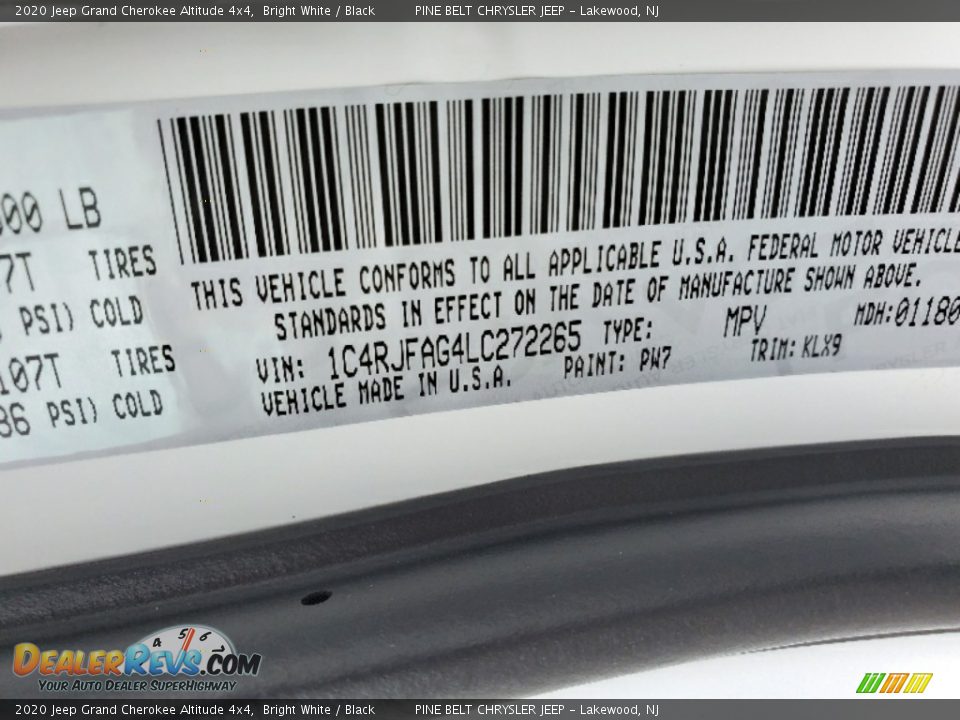 2020 Jeep Grand Cherokee Altitude 4x4, Bright White / Black PINE BELT CHRYSLER JEEP - Lakewood, NJ
00 LB
7T TIRES
PSI) COLD
107T TIRES
36 PSI) COLD
THIS VEHICLE CONFORMS TO ALL APPLICABLE U.S.A. FEDERAL MOTOR VEHICLE
STANDARDS IN EFFECT ON THE DATE OF MANUFACTURE SHOWN ABOVE.
VIN: 1C4RJFAG4LC272265 TYPE: MPV MDH:01180
VEHICLE MADE IN U.S.A. PAINT: PW7 TRIM: KLX9
4 5 6
DEALERREVS.COM
YOUR AUTO DEALER SUPERHIGHWAY
2020 Jeep Grand Cherokee Altitude 4x4, Bright White / Black PINE BELT CHRYSLER JEEP - Lakewood, NJ